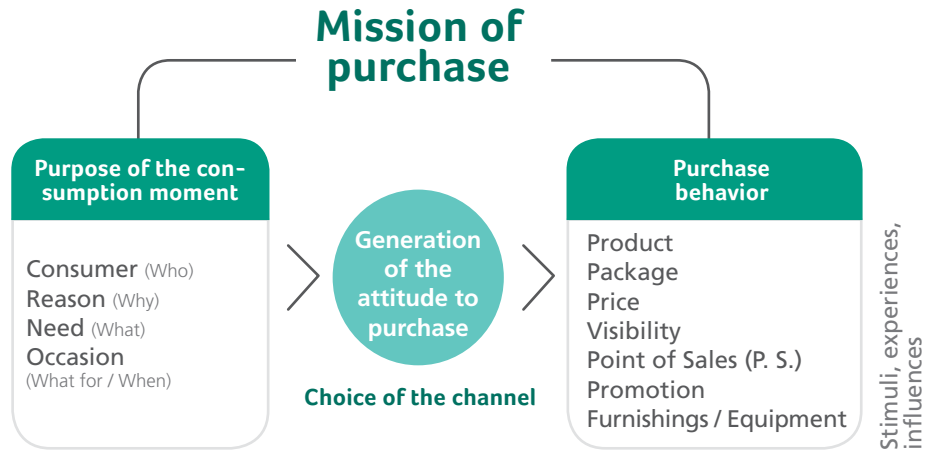 Mission of
purchase
Purpose of the con-
sumption moment
Consumer (Who)
Reason (Why)
Need (What)
Occasion
(What for / When)
Generation
of the
attitude to
purchase
Choice of the channel
Purchase
behavior
Product
Package
Price
Visibility
Point of Sales (P. S.)
Promotion
Furnishings / Equipment
Stimuli, experiences,
influences